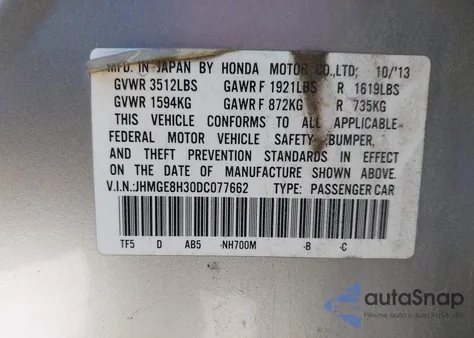 MFD. IN JAPAN BY HONDA MOTOR CO.,LTD; 10/'13
GVWR 3512LBS GAWR F 1921LBS R 1619LBS
GVWR 1594KG GAWR F 872KG R 735KG
THIS VEHICLE CONFORMS TO ALL APPLICABLE
FEDERAL MOTOR VEHICLE SAFETY, BUMPER,
AND THEFT PREVENTION STANDARDS IN EFFECT
ON THE DATE OF MANUFACTURE SHOWN ABOVE.
V.I.N.:JHMGE8H30DC077662 TYPE: PASSENGER CAR
TF5 D AB5 -NH700M -B -C
autoSnap
Pewne auta z